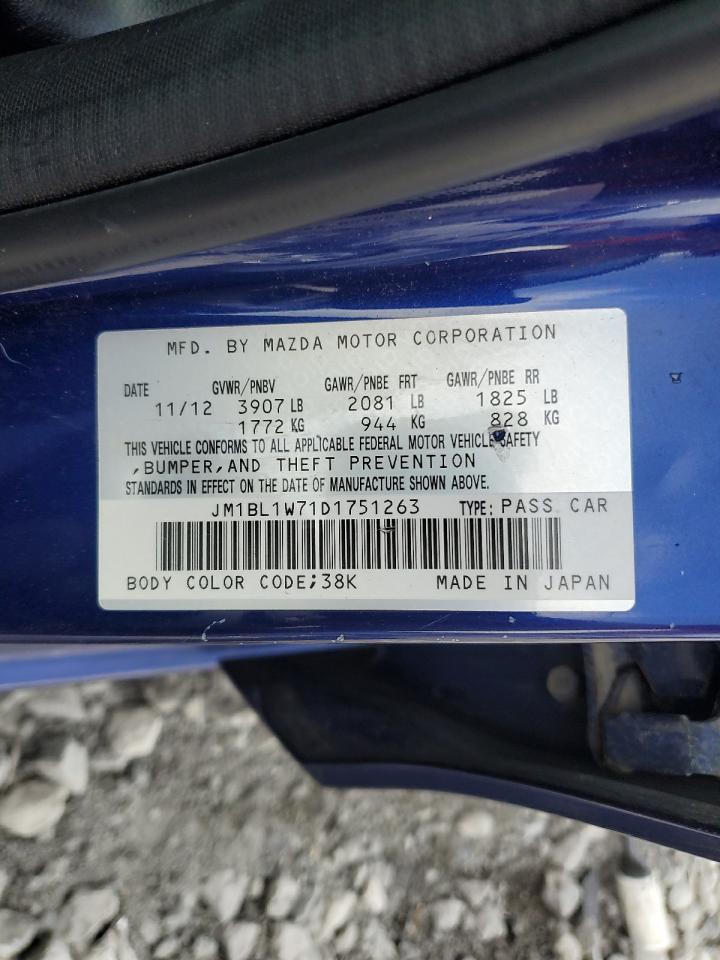 MFD. BY MAZDA MOTOR CORPORATION
DATE GVWR/PNBV GAWR/PNBE FRT GAWR/PNBE RR
11/12 3907 LB 2081 LB 1825 LB
1772 KG 944 KG 828 KG
THIS VEHICLE CONFORMS TO ALL APPLICABLE FEDERAL MOTOR VEHICLE SAFETY
,BUMPER,AND THEFT PREVENTION
STANDARDS IN EFFECT ON THE DATE OF MANUFACTURE SHOWN ABOVE.
JM1BL1W71D1751263 TYPE: PASS CAR
BODY COLOR CODE;38K MADE IN JAPAN